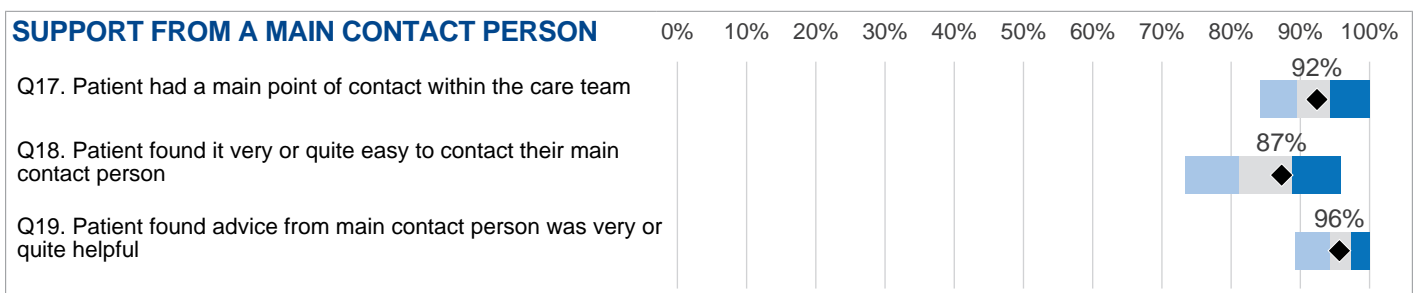 SUPPORT FROM A MAIN CONTACT PERSON 0% 10% 20% 30% 40% 50% 60% 70% 80% 90% 100%
92%
Q17. Patient had a main point of contact within the care team
87%
Q18. Patient found it very or quite easy to contact their main
contact person
96%
Q19. Patient found advice from main contact person was very or
quite helpful